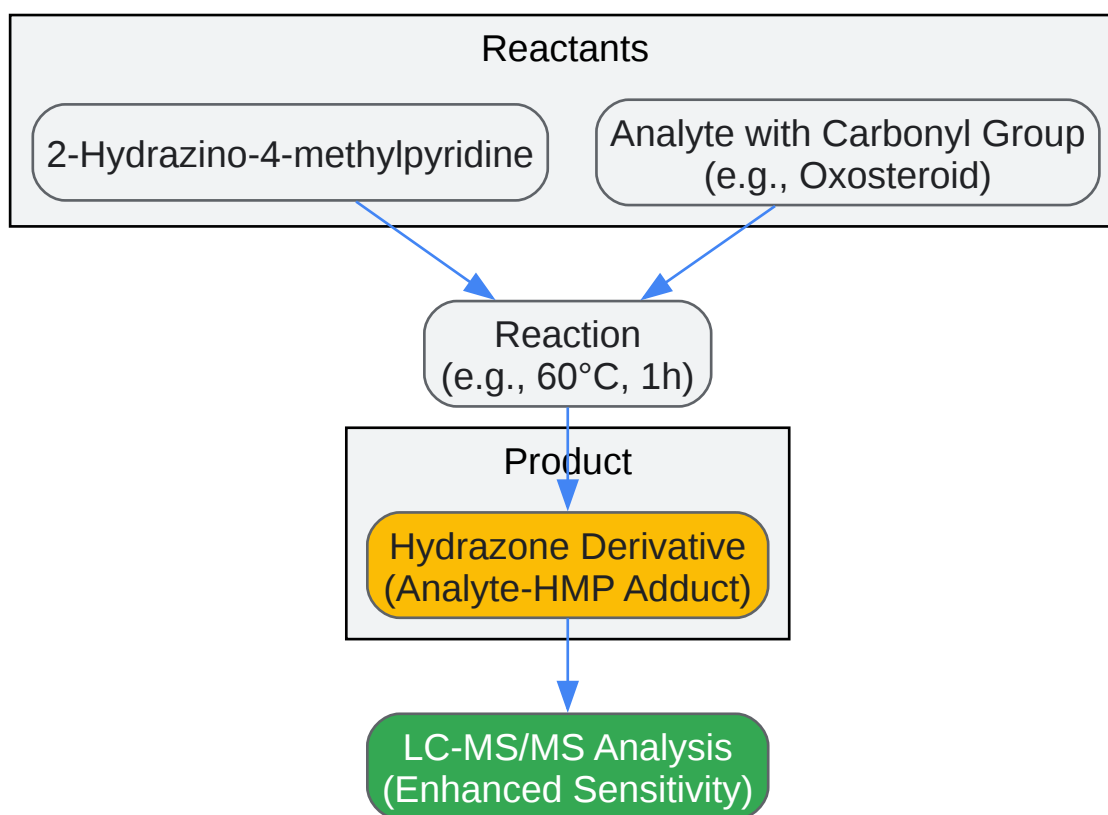 Reactants
2-Hydrazino-4-methylpyridine
Analyte with Carbonyl Group
(e.g., Oxosteroid)
Reaction
(e.g., 60°C, 1h)
Product
Hydrazone Derivative
(Analyte-HMP Adduct)
LC-MS/MS Analysis
(Enhanced Sensitivity)